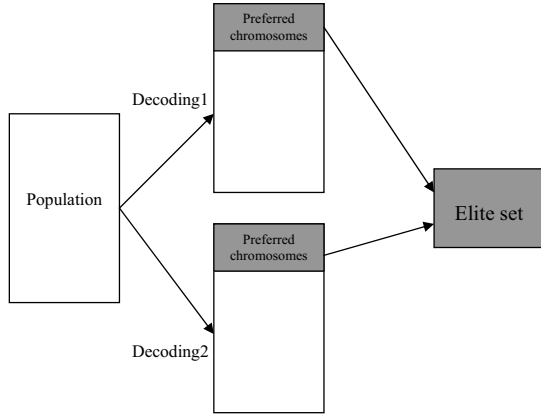 Preferred
chromosomes
Decoding1
Population
Elite set
Preferred
chromosomes
Decoding2